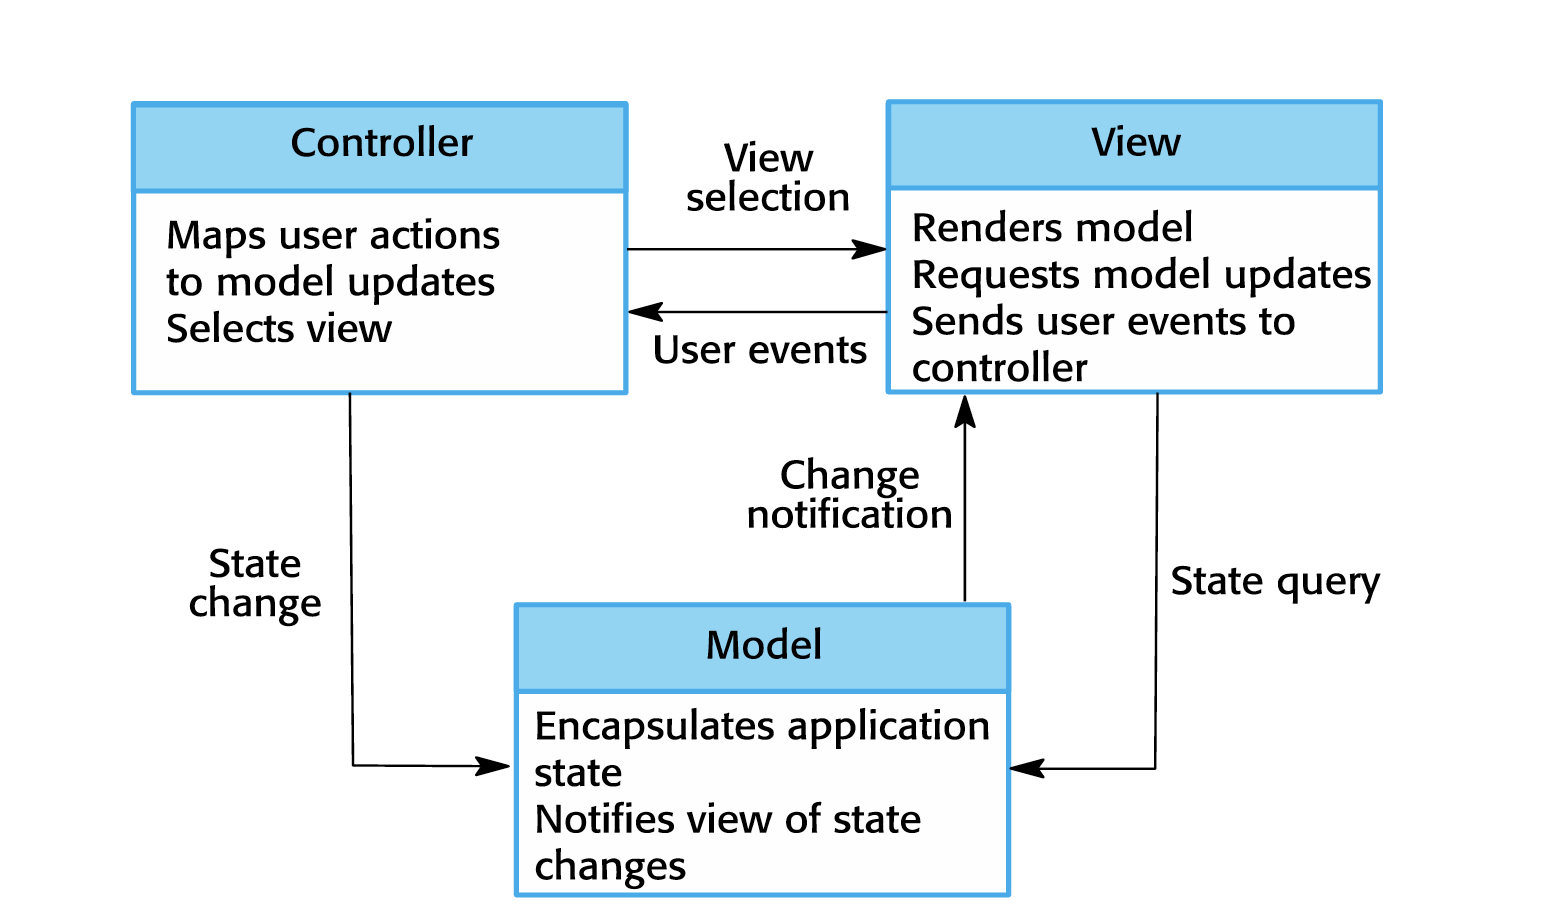 Controller
Maps user actions
to model updates
Selects view
View
selection
User events
View
Renders model
Requests model updates
Sends user events to
controller
State
change
Change
notification
State query
Model
Encapsulates application
state
Notifies view of state
changes